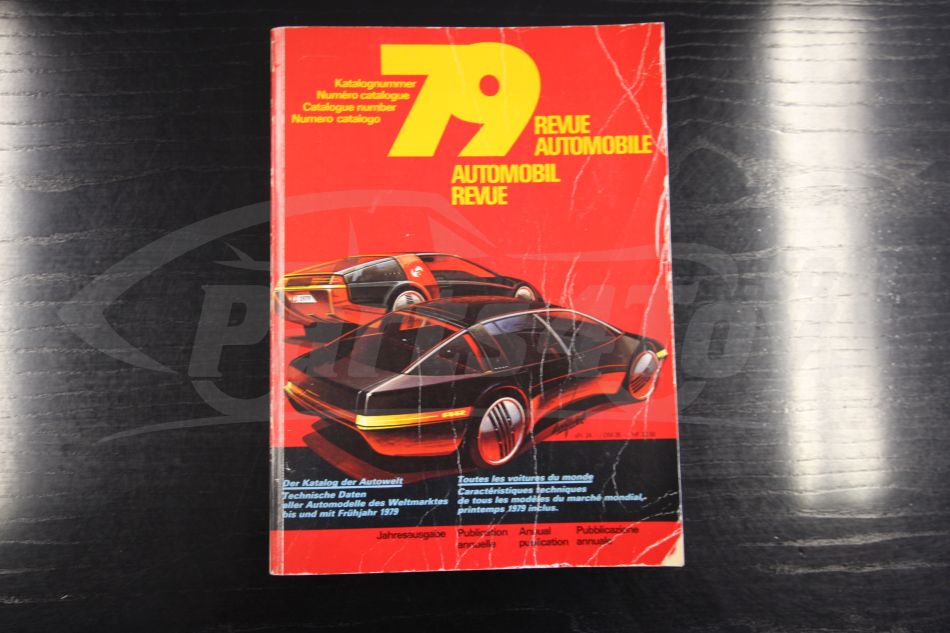 79
Katalognummer
Numéro catalogue
Catalogue number
Numero catalogo
REVUE
AUTOMOBILE
AUTOMOBIL
REVUE
Parts4Toy
Der Katalog der Autowelt
Technische Daten
aller Automodelle des Weltmarktes
bis und mit Frühjahr 1979
Toutes les voitures du monde
Caractéristiques techniques
de tous les modèles du marché mondial,
printemps 1979 inclus.
Jahresausgabe
Publication
annuelle
Annual
publication
Pubblicazione
annuale